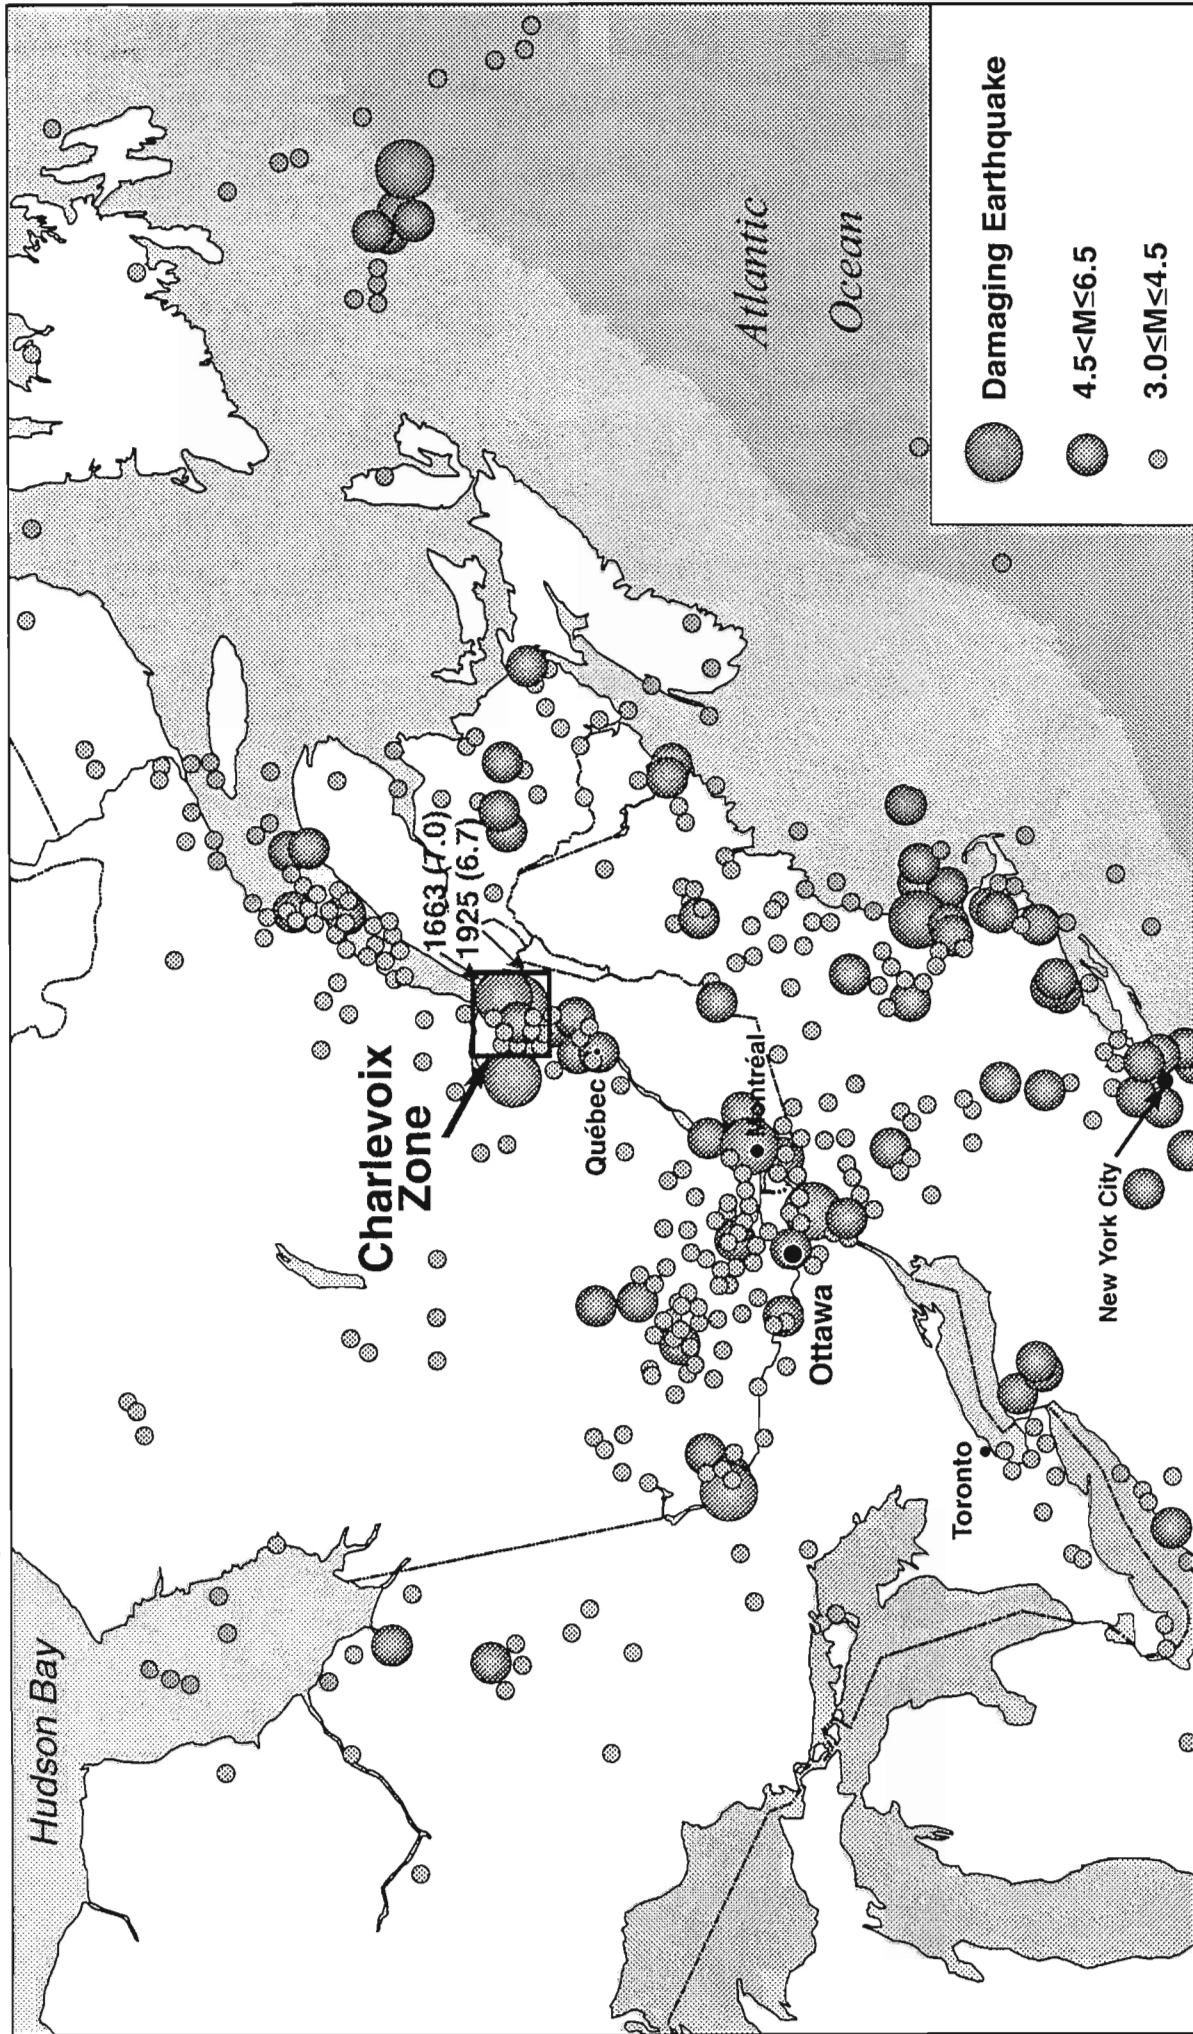 Hudson Bay
Charlevoix
Zone
1663 (7.0)
1925 (6.7)
Québec
Montréal
Ottawa
Toronto
New York City
Atlantic
Ocean
Damaging Earthquake
4.5<M≤6.5
3.0≤M≤4.5